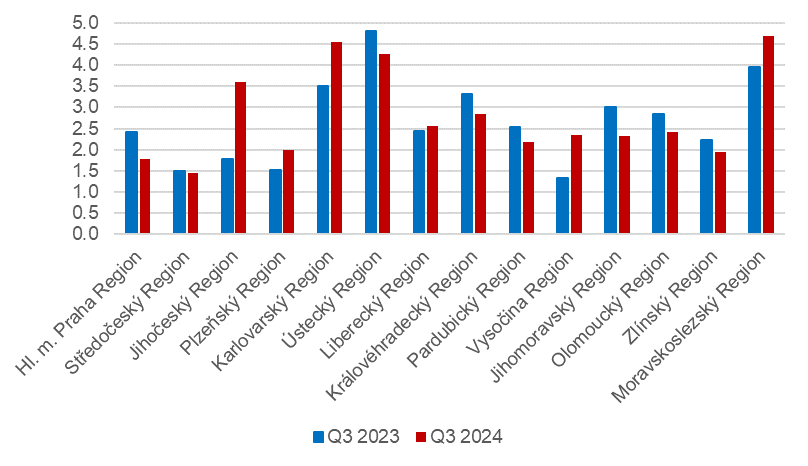 5.0
4.5
4.0
3.5
3.0
2.5
2.0
1.5
1.0
0.5
0.0
Hl. m. Praha Region
Středočeský Region
Jihočeský Region
Plzeňský Region
Karlovarský Region
Ústecký Region
Liberecký Region
Královéhradecký Region
Pardubický Region
Vysočina Region
Jihomoravský Region
Olomoucký Region
Zlínský Region
Moravskoslezský Region
Q3 2023 Q3 2024